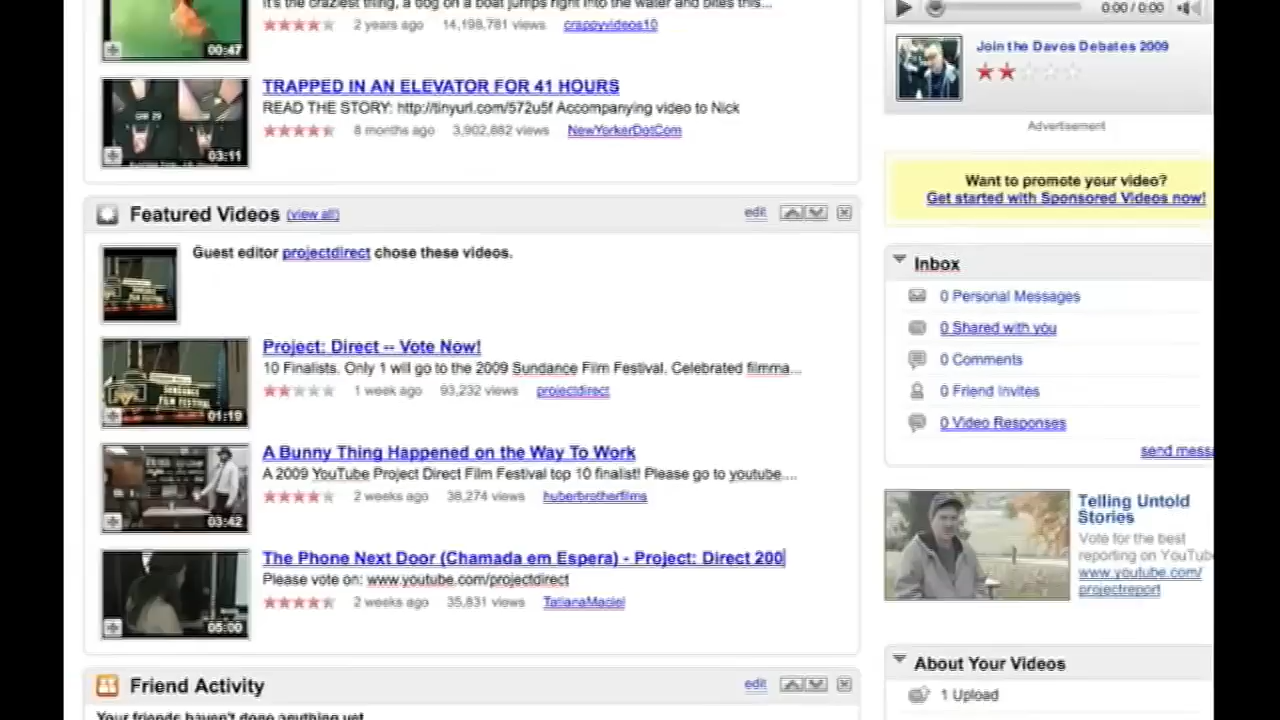 It's the craziest thing, a dog on a boat jumps right into the water and bites this...
00:47
2 years ago 14,198,781 views crappyvideos10
TRAPPED IN AN ELEVATOR FOR 41 HOURS
READ THE STORY: http://tinyurl.com/572u5f Accompanying video to Nick
03:11
8 months ago 3,902,882 views NewYorkerDotCom
Featured Videos (view all) edit
Guest editor projectdirect chose these videos.
Project: Direct -- Vote Now!
10 Finalists. Only 1 will go to the 2009 Sundance Film Festival. Celebrated filmma...
1 week ago 93,232 views projectdirect
01:19
A Bunny Thing Happened on the Way To Work
A 2009 YouTube Project Direct Film Festival top 10 finalist! Please go to youtube....
2 weeks ago 38,274 views huberbrotherfilms
03:42
The Phone Next Door (Chamada em Espera) - Project: Direct 200
Please vote on: www.youtube.com/projectdirect
2 weeks ago 35,831 views TatianaMaciel
05:00
Friend Activity edit
Your friends haven't done anything yet
0:00 / 0:00
Join the Davos Debates 2009
Advertisement
Want to promote your video?
Get started with Sponsored Videos now!
Inbox
0 Personal Messages
0 Shared with you
0 Comments
0 Friend Invites
0 Video Responses
send messa
Telling Untold
Stories
Vote for the best
reporting on YouTub
www.youtube.com/
projectreport
About Your Videos
1 Upload